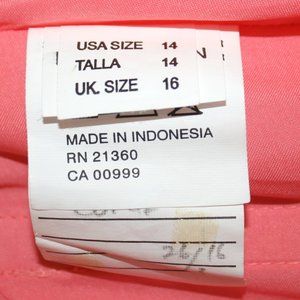 USA SIZE 14
TALLA 14
UK. SIZE 16
N
MADE IN INDONESIA
RN 21360
CA 00999